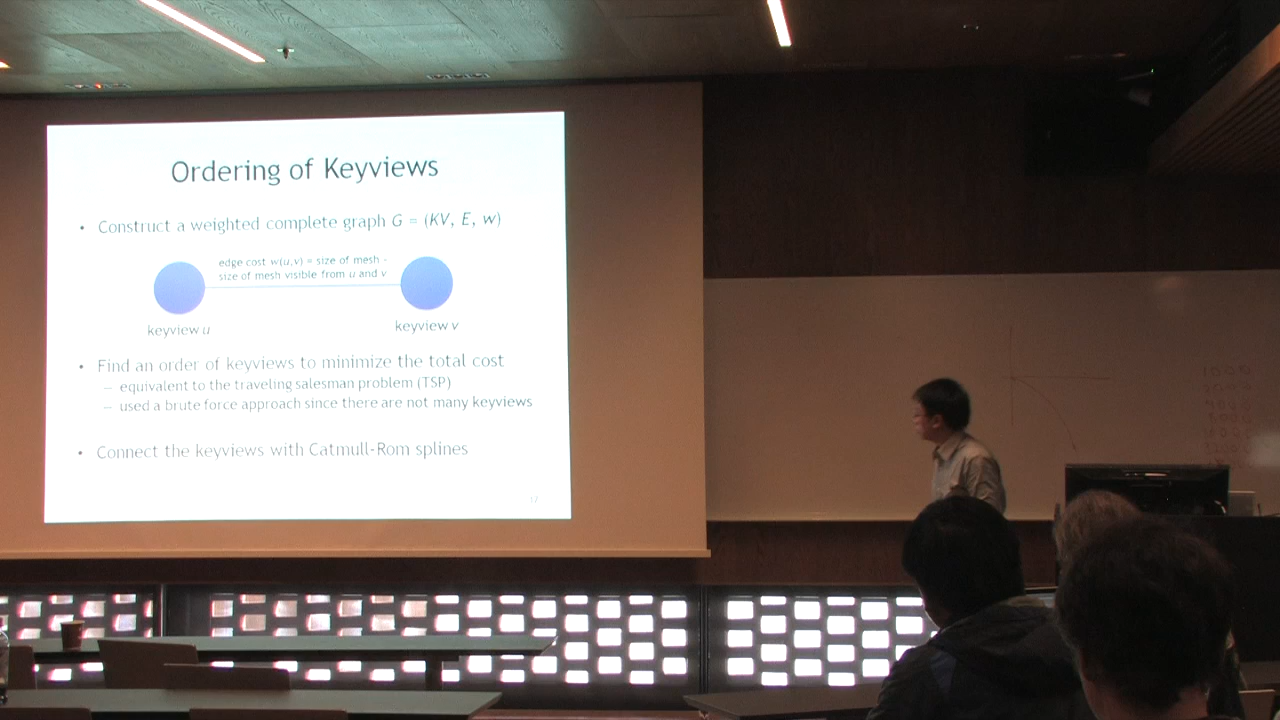 Ordering of Keyviews
• Construct a weighted complete graph G = (KV, E, w)
edge cost w(u,v) = size of mesh -
size of mesh visible from u and v
keyview u
keyview v
• Find an order of keyviews to minimize the total cost
— equivalent to the traveling salesman problem (TSP)
— used a brute force approach since there are not many keyviews
• Connect the keyviews with Catmull-Rom splines